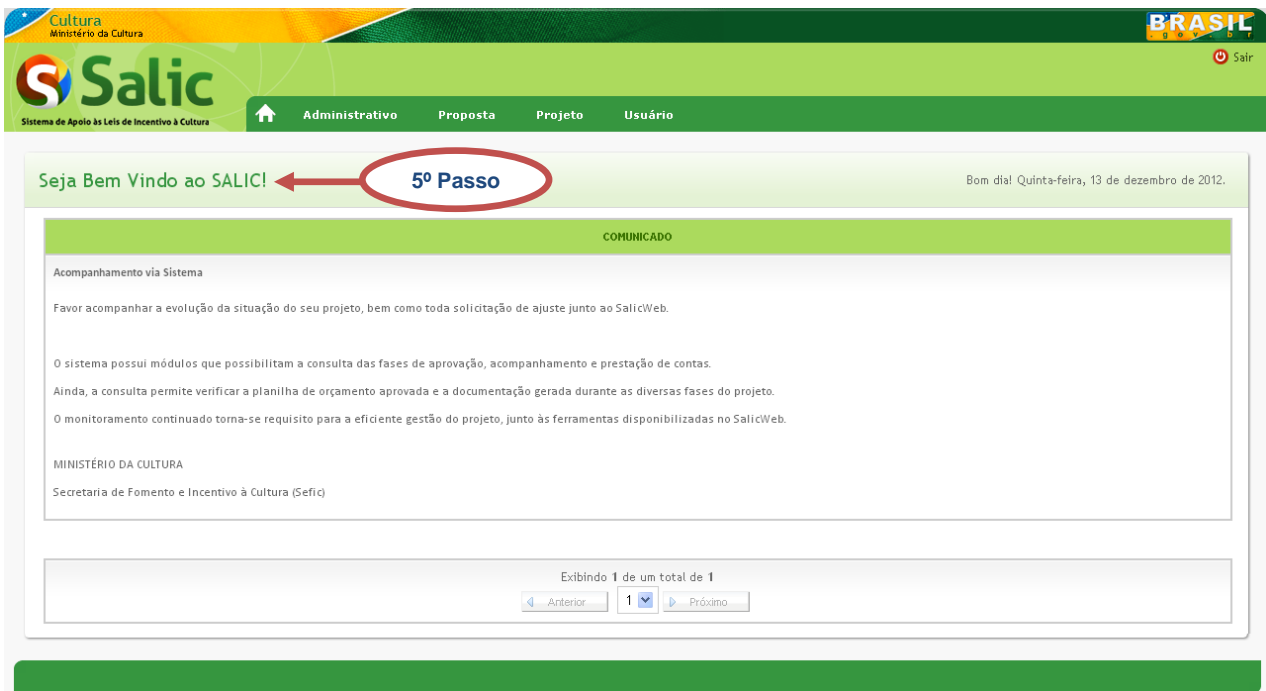 Cultura
Ministério da Cultura
BRASIL
.gov.br
Sair
Salic
Sistema de Apoio às Leis de Incentivo à Cultura
Administrativo Proposta Projeto Usuário
Seja Bem Vindo ao SALIC!
5º Passo
Bom dia! Quinta-feira, 13 de dezembro de 2012.
COMUNICADO
Acompanhamento via Sistema
Favor acompanhar a evolução da situação do seu projeto, bem como toda solicitação de ajuste junto ao SalicWeb.
O sistema possui módulos que possibilitam a consulta das fases de aprovação, acompanhamento e prestação de contas.
Ainda, a consulta permite verificar a planilha de orçamento aprovada e a documentação gerada durante as diversas fases do projeto.
O monitoramento continuado torna-se requisito para a eficiente gestão do projeto, junto às ferramentas disponibilizadas no SalicWeb.
MINISTÉRIO DA CULTURA
Secretaria de Fomento e Incentivo à Cultura (Sefic)
Exibindo 1 de um total de 1
Anterior 1 Próximo